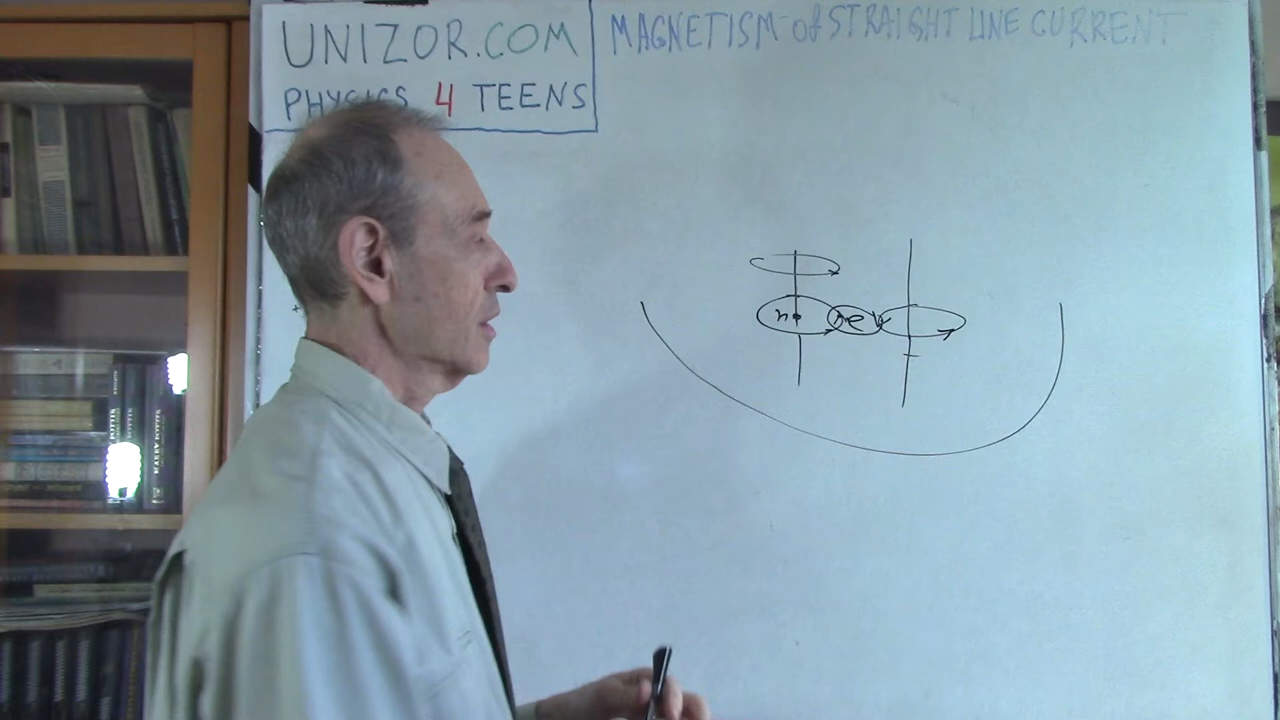 UNIZOR.COM
PHYSICS 4 TEENS
MAGNETISM of STRAIGHT LINE CURRENT